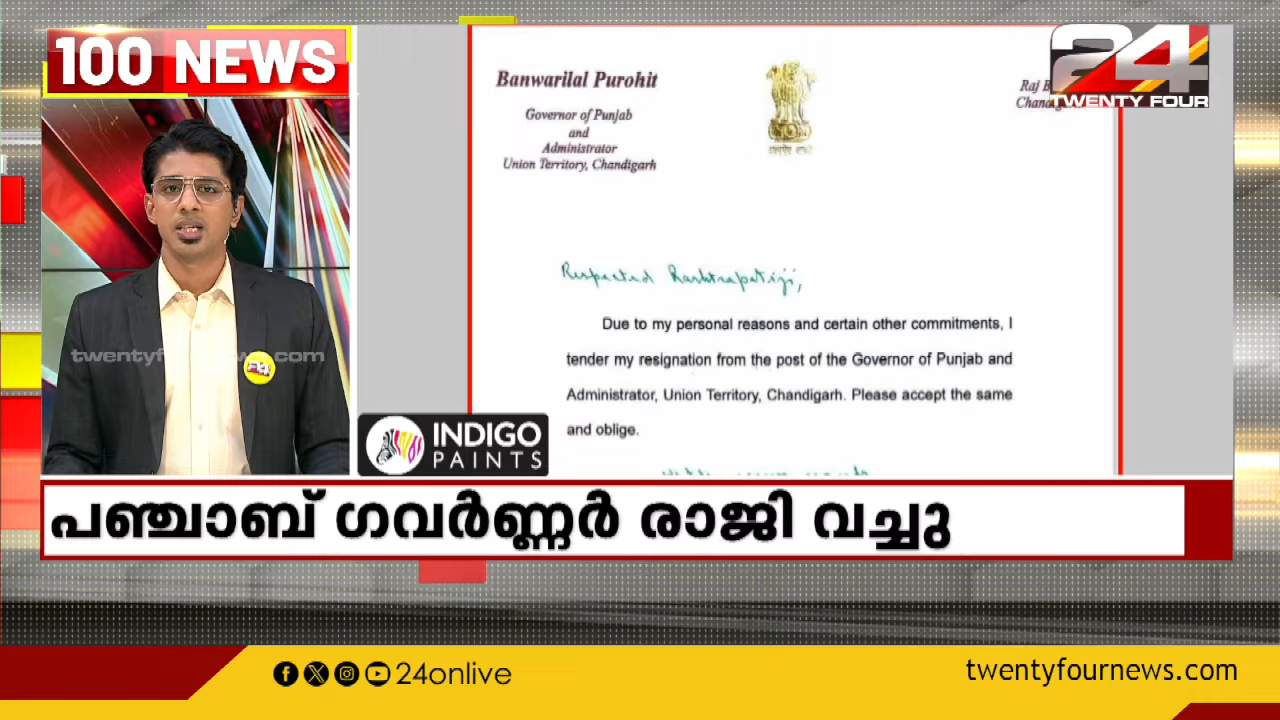 100 NEWS
24
TWENTY FOUR
Banwarilal Purohit
Governor of Punjab
and
Administrator
Union Territory, Chandigarh
Raj
Respected Rashtrapatiji,
Due to my personal reasons and certain other commitments, I
tender my resignation from the post of the Governor of Punjab and
Administrator, Union Territory, Chandigarh. Please accept the same
and oblige.
twentyfournews.com
INDIGO
PAINTS
പഞ്ചാബ് ഗവർണ്ണർ രാജി വച്ചു
24onlive
twentyfournews.com